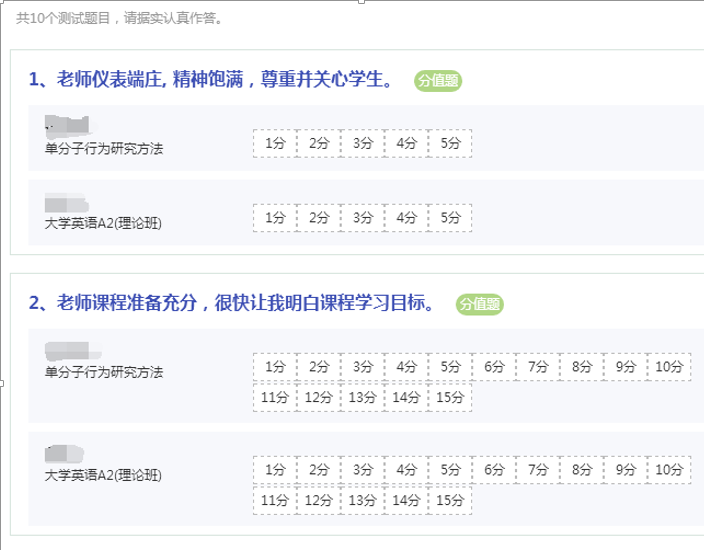 共10个测试题目，请据实认真作答。
1、老师仪表端庄, 精神饱满，尊重并关心学生。 分值题
单分子行为研究方法
1分 2分 3分 4分 5分
大学英语A2(理论班)
1分 2分 3分 4分 5分
2、老师课程准备充分，很快让我明白课程学习目标。 分值题
单分子行为研究方法
1分 2分 3分 4分 5分 6分 7分 8分 9分 10分
11分 12分 13分 14分 15分
大学英语A2(理论班)
1分 2分 3分 4分 5分 6分 7分 8分 9分 10分
11分 12分 13分 14分 15分